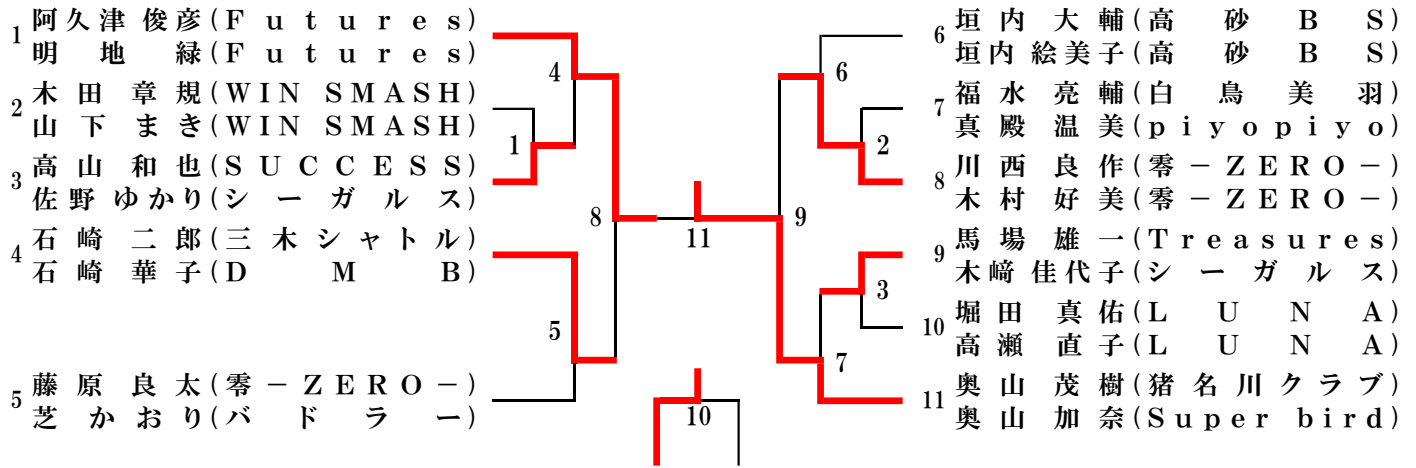 1 阿久津俊彦(Futures)
明地緑(Futures)
2 木田章規(WIN SMASH)
山下まき(WIN SMASH)
3 高山和也(SUCCESS)
佐野ゆかり(シーガルス)
4 石崎二郎(三木シャトル)
石崎華子(DMB)
5 藤原良太(零－ZERO－)
芝かおり(バドラー)
4
1
8
5
11
10
6
2
9
3
7
6 垣内大輔(高砂BS)
垣内絵美子(高砂BS)
7 福水亮輔(白鳥美羽)
真殿温美(piyopiyo)
8 川西良作(零－ZERO－)
木村好美(零－ZERO－)
9 馬場雄一(Treasures)
木﨑佳代子(シーガルス)
10 堀田真佑(LUNA)
高瀬直子(LUNA)
11 奥山茂樹(猪名川クラブ)
奥山加奈(Super bird)